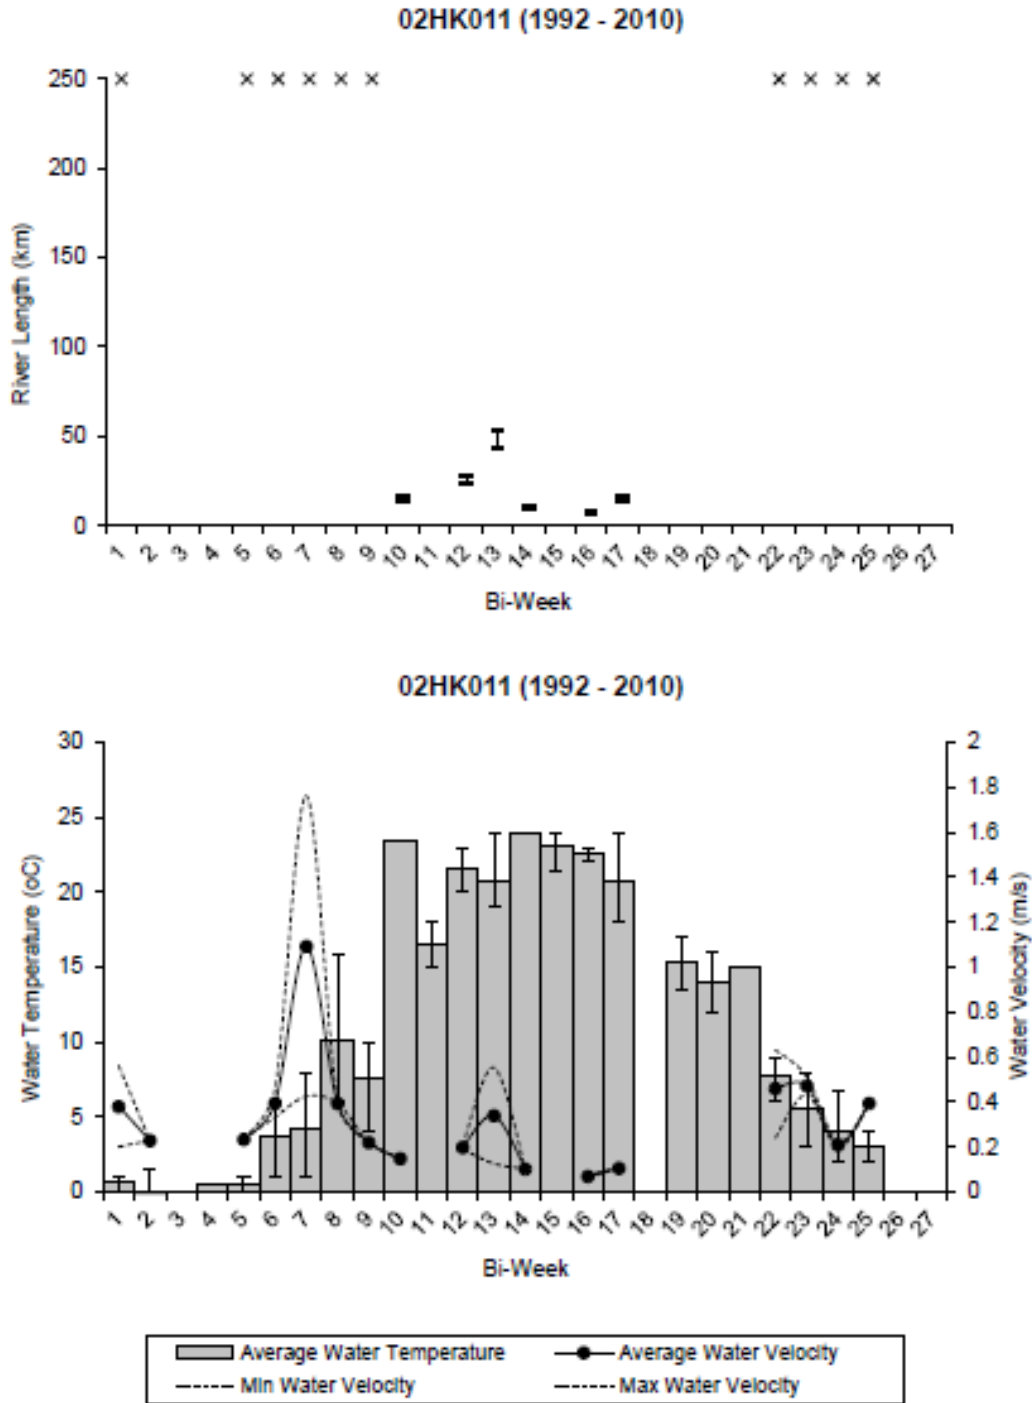 02HK011 (1992 - 2010)
250
200
150
100
50
0
River Length (km)
1 2 3 4 5 6 7 8 9 10 11 12 13 14 15 16 17 18 19 20 21 22 23 24 25 26 27
Bi-Week
02HK011 (1992 - 2010)
30
25
20
15
10
5
0
Water Temperature (oC)
2
1.8
1.6
1.4
1.2
1
0.8
0.6
0.4
0.2
0
Water Velocity (m/s)
1 2 3 4 5 6 7 8 9 10 11 12 13 14 15 16 17 18 19 20 21 22 23 24 25 26 27
Bi-Week
Average Water Temperature Average Water Velocity
Min Water Velocity Max Water Velocity